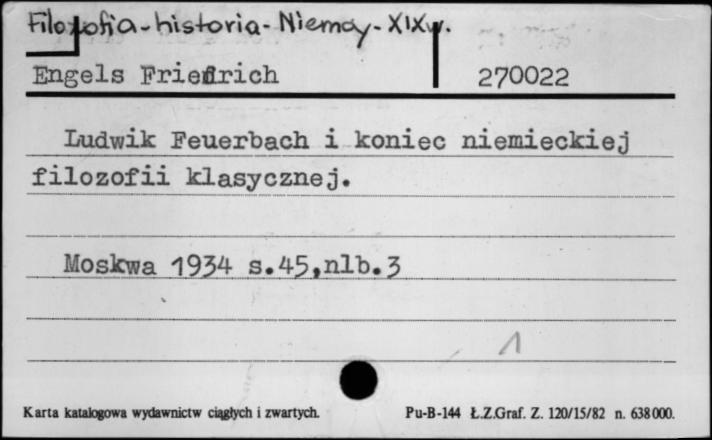 Filozofia-historia-Niemcy-XIXw.
Engels Friedrich 270022
Ludwik Feuerbach i koniec niemieckiej
filozofii klasycznej.
Moskwa 1934 s.45,nlb.3
1
Karta katalogowa wydawnictw ciągłych i zwartych. Pu-B-144 Ł.Z.Graf. Z. 120/15/82 n. 638000.